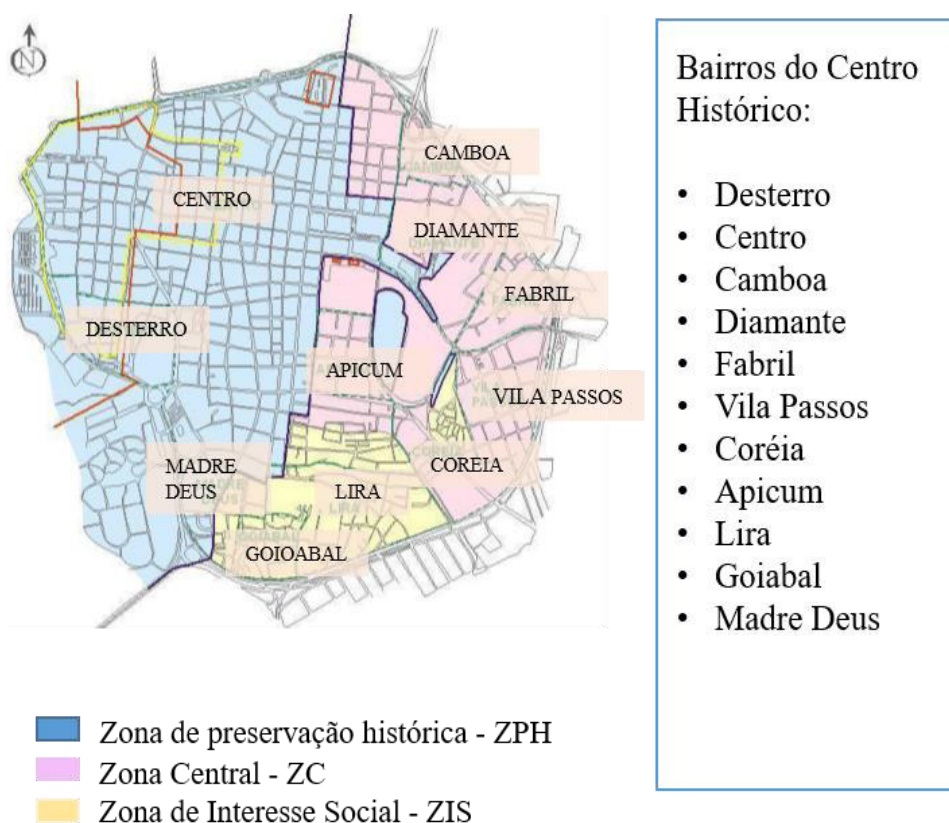 N
CAMBOA
CENTRO
DIAMANTE
FABRIL
DESTERRO
APICUM
VILA PASSOS
MADRE
DEUS
COREIA
LIRA
GOIOABAL
Bairros do Centro
Histórico:
• Desterro
• Centro
• Camboa
• Diamante
• Fabril
• Vila Passos
• Coréia
• Apicum
• Lira
• Goiabal
• Madre Deus
Zona de preservação histórica - ZPH
Zona Central - ZC
Zona de Interesse Social - ZIS